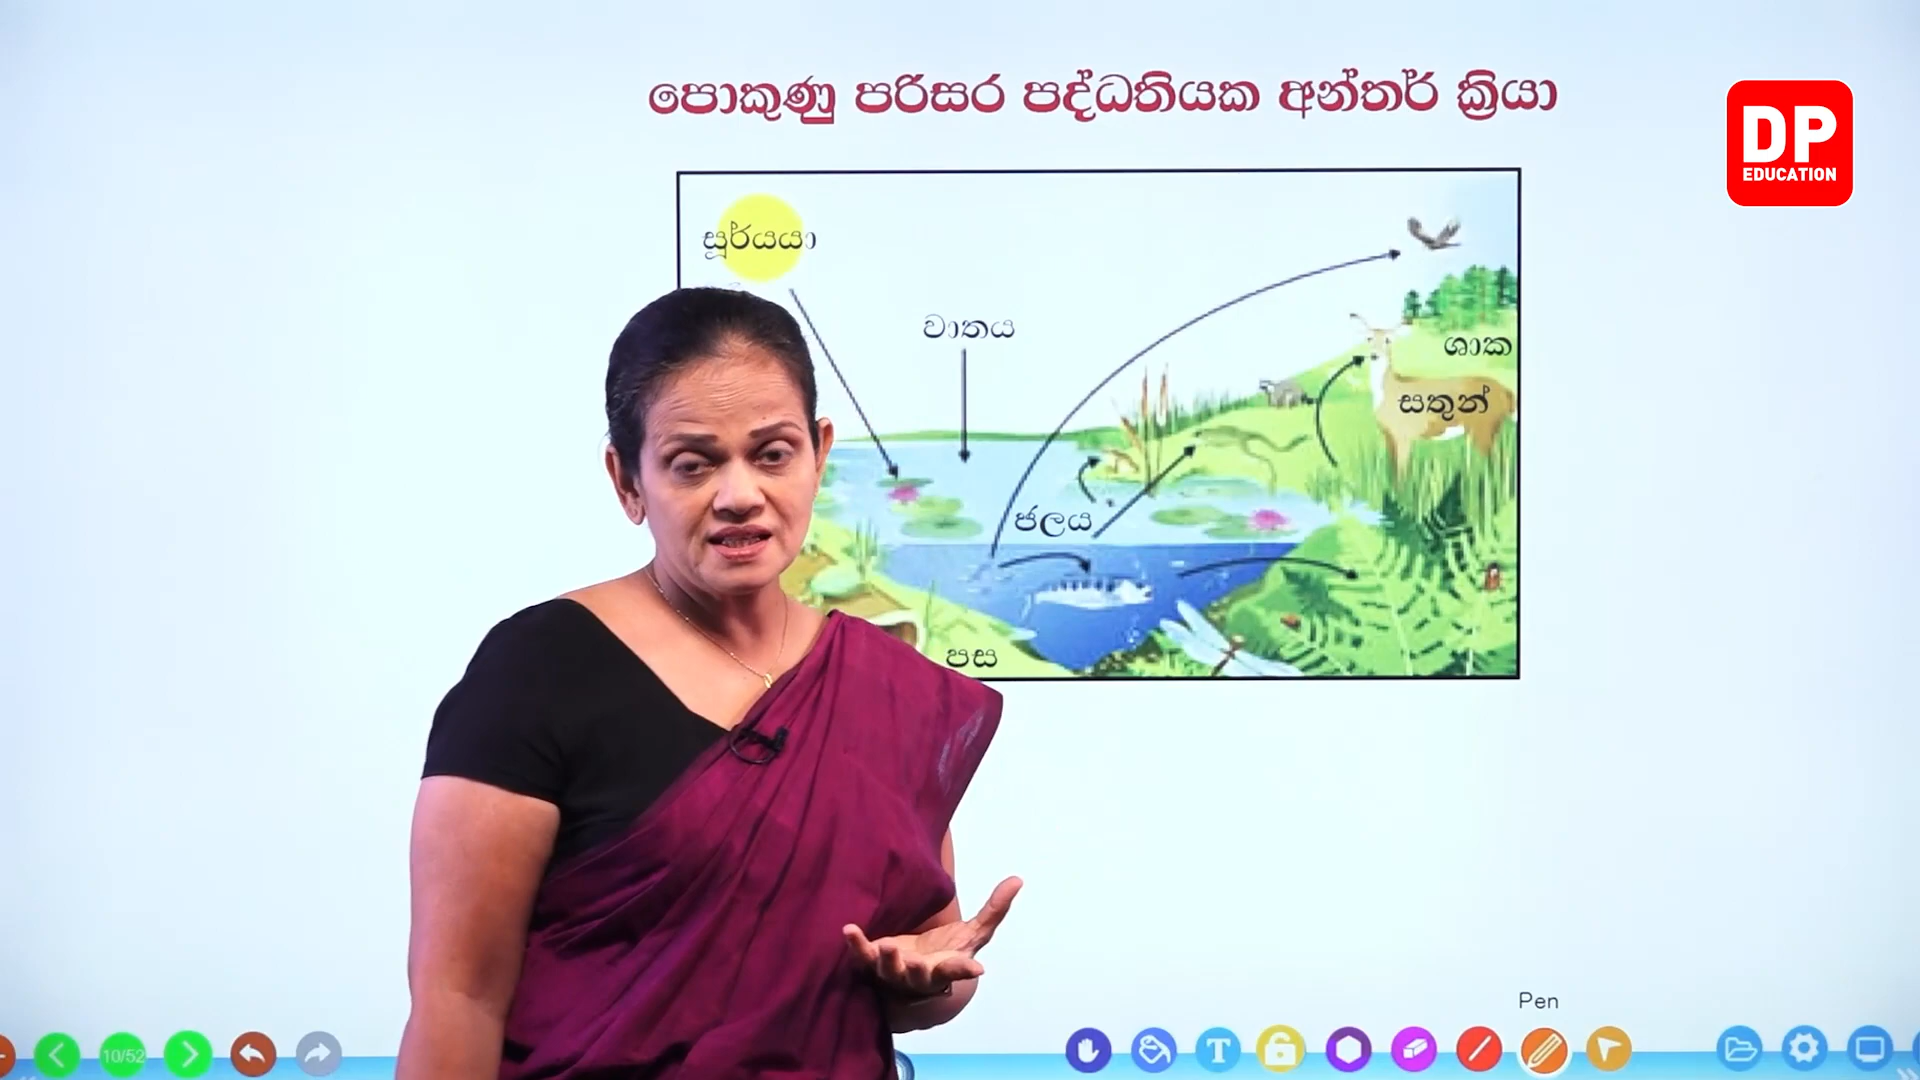 පොකුණු පරිසර පද්ධතියක අන්තර් ක්‍රියා
DP
EDUCATION
සූර්යයා
වාතය
ශාක
සතුන්
ජලය
පස
Pen
10/52
T